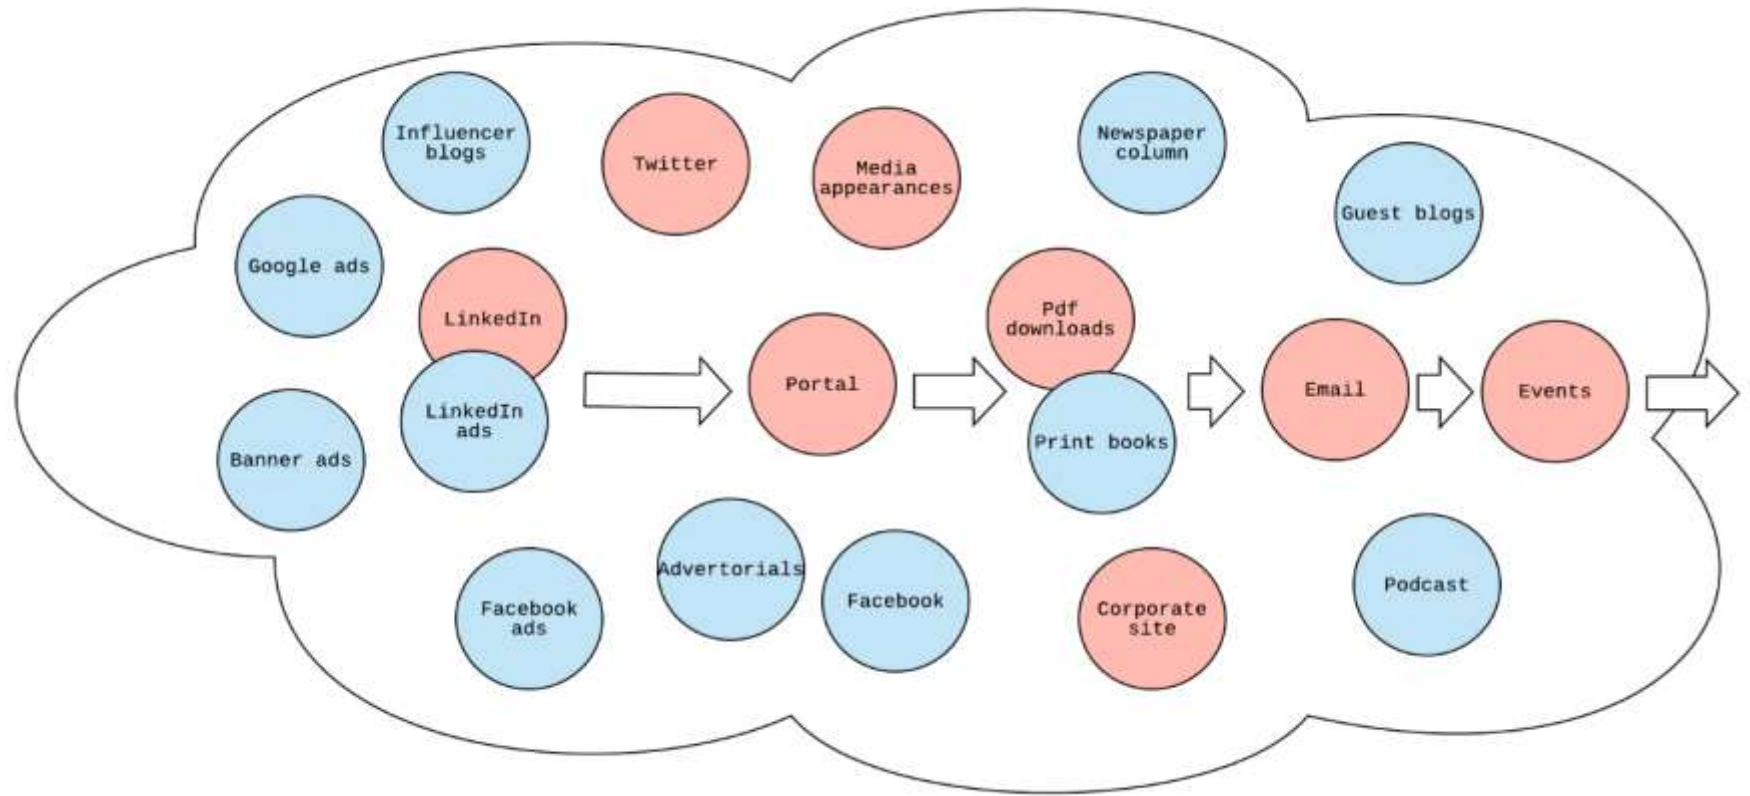 Influencer
blogs
Twitter
Media
appearances
Newspaper
column
Guest blogs
Google ads
LinkedIn
Pdf
downloads
Portal
Email
Events
LinkedIn
ads
Banner ads
Print books
Advertorials
Facebook
Facebook
ads
Corporate
site
Podcast